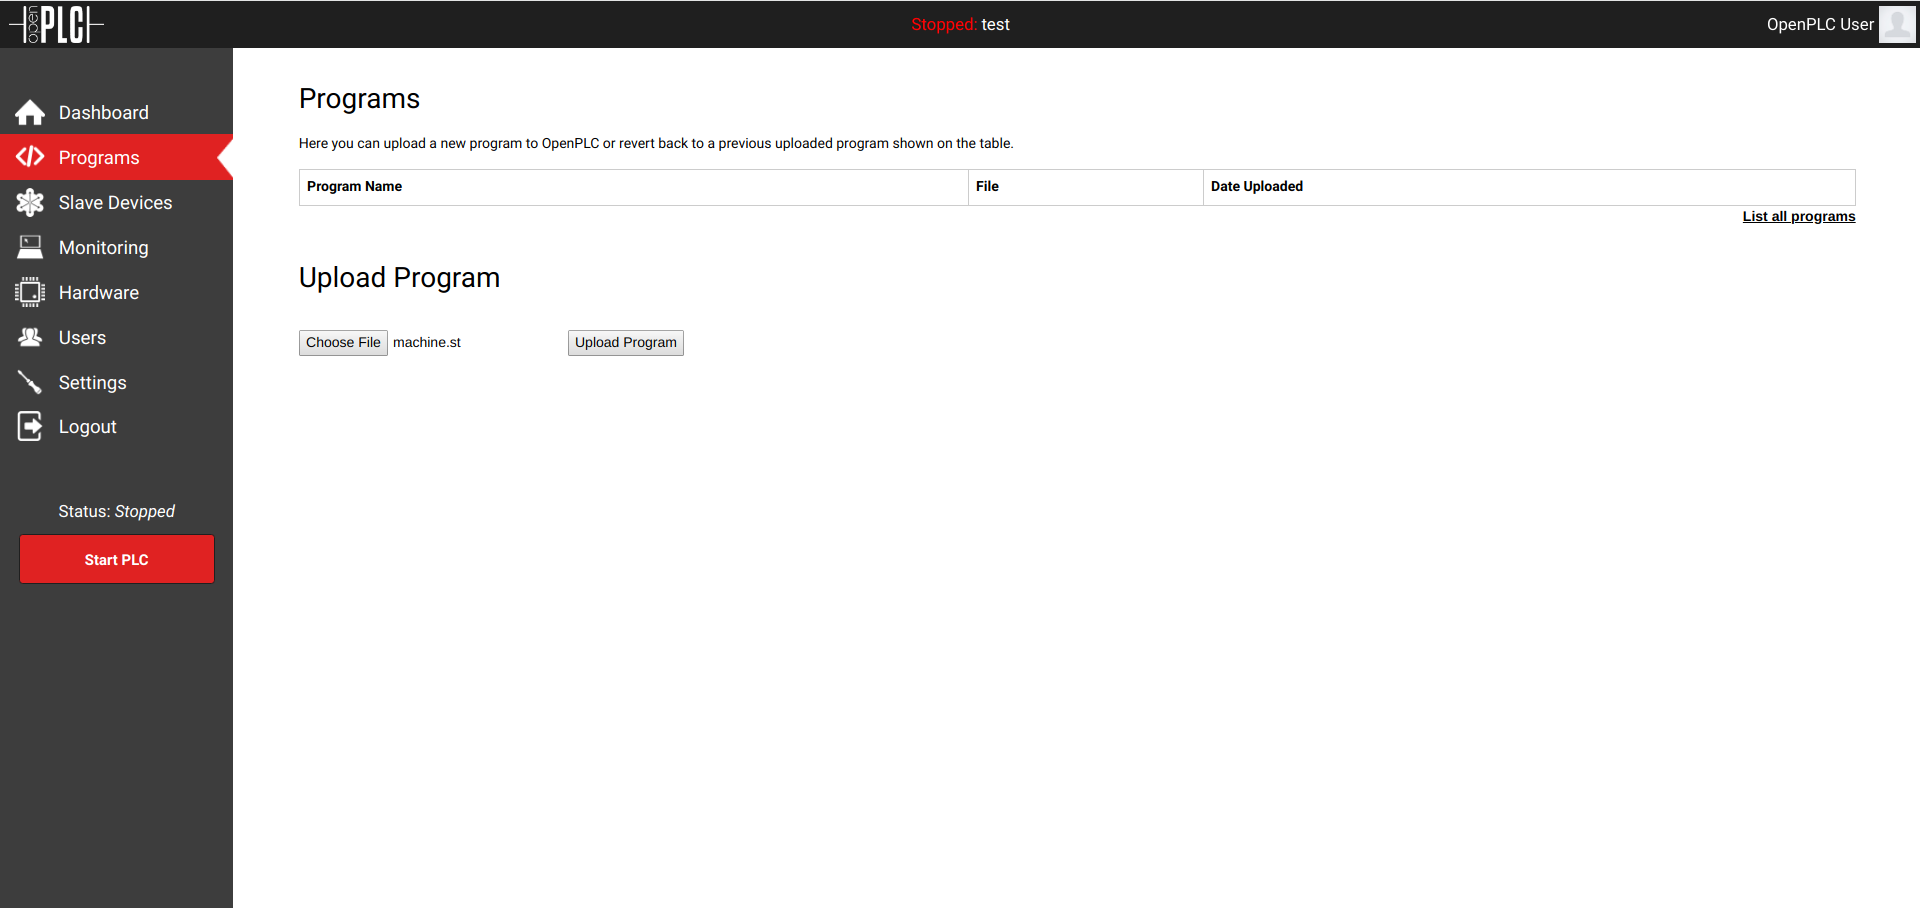 open PLC
Stopped: test
OpenPLC User
Dashboard
Programs
Slave Devices
Monitoring
Hardware
Users
Settings
Logout
Status: Stopped
Start PLC
Programs
Here you can upload a new program to OpenPLC or revert back to a previous uploaded program shown on the table.
Program Name File Date Uploaded
List all programs
Upload Program
Choose File machine.st Upload Program